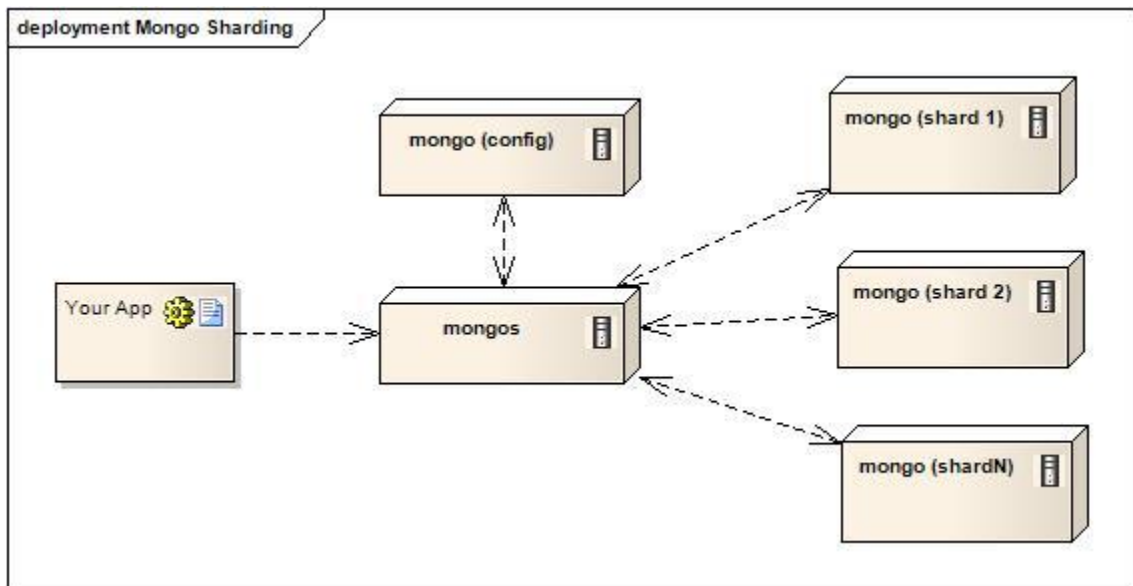 deployment Mongo Sharding
mongo (config)
mongo (shard 1)
Your App
mongos
mongo (shard 2)
mongo (shardN)